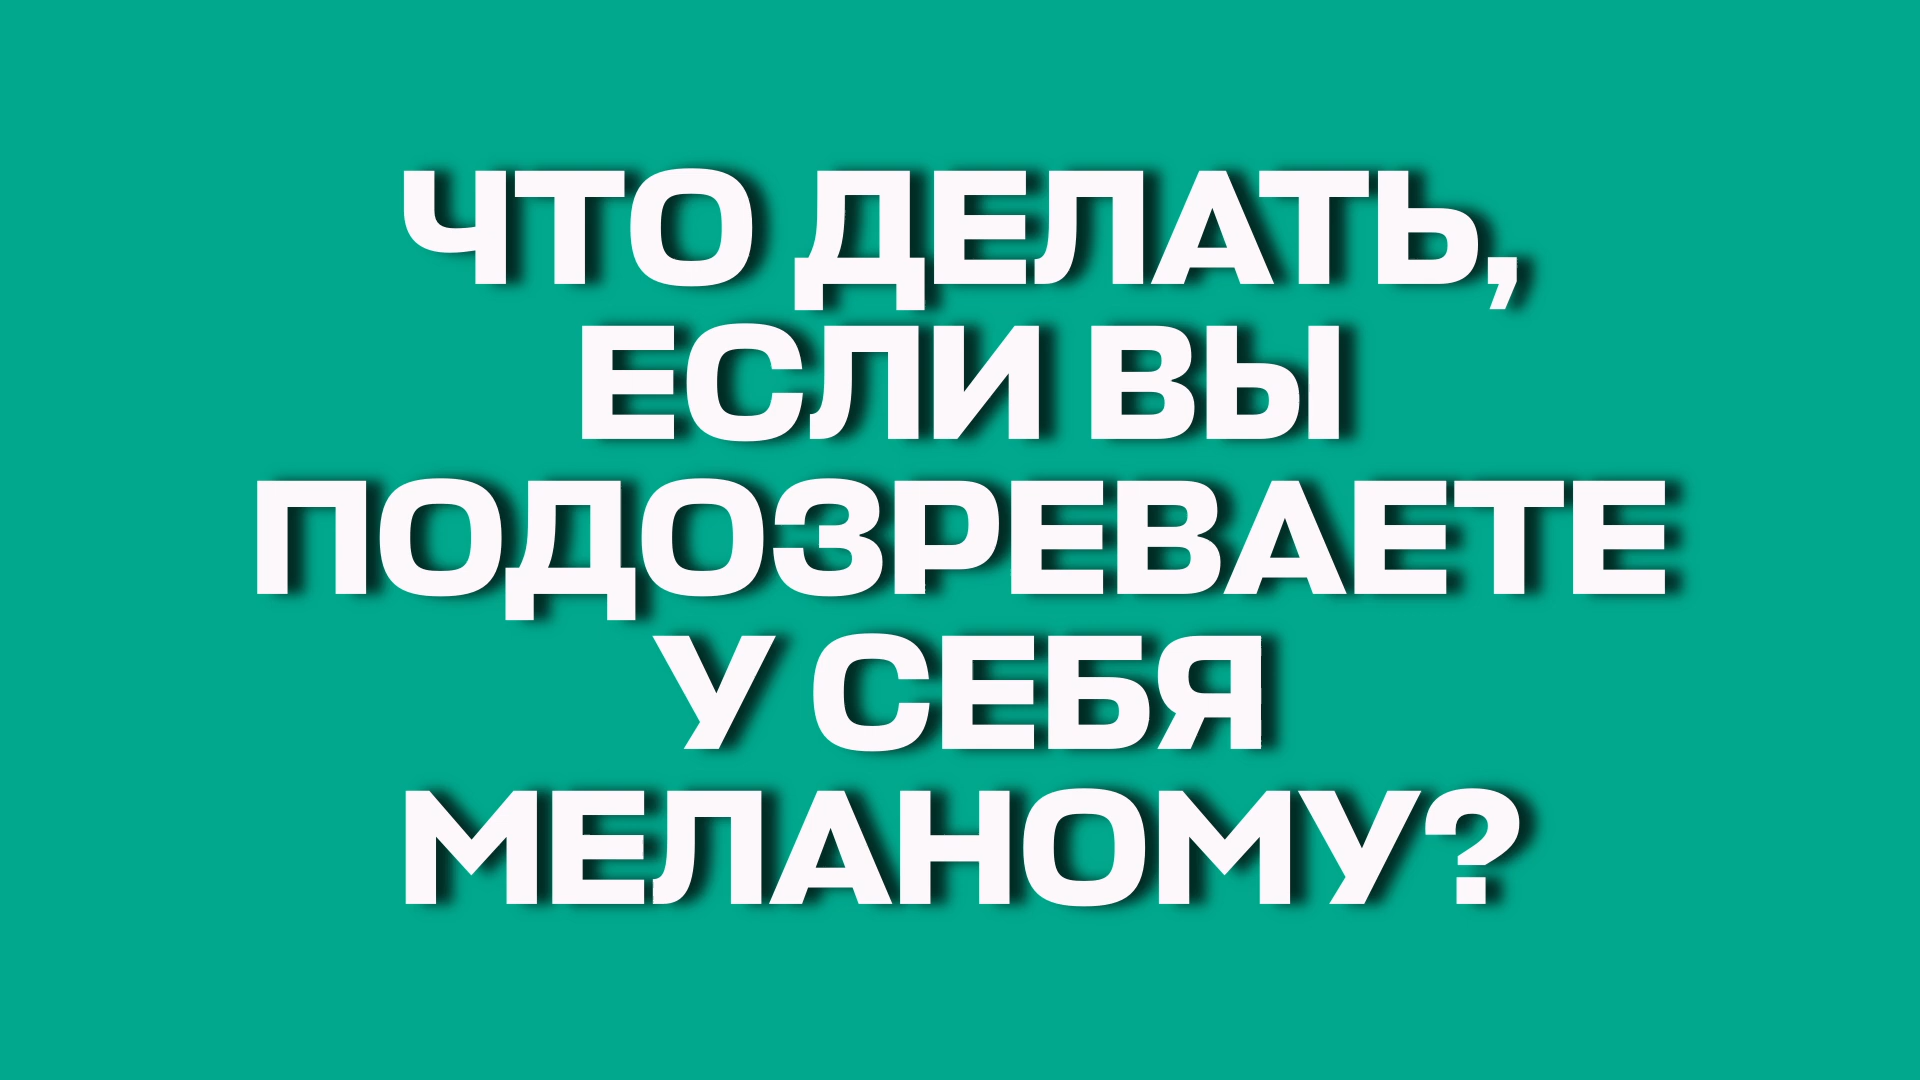 ЧТО ДЕЛАТЬ,
ЕСЛИ ВЫ
ПОДОЗРЕВАЕТЕ
У СЕБЯ
МЕЛАНОМУ?